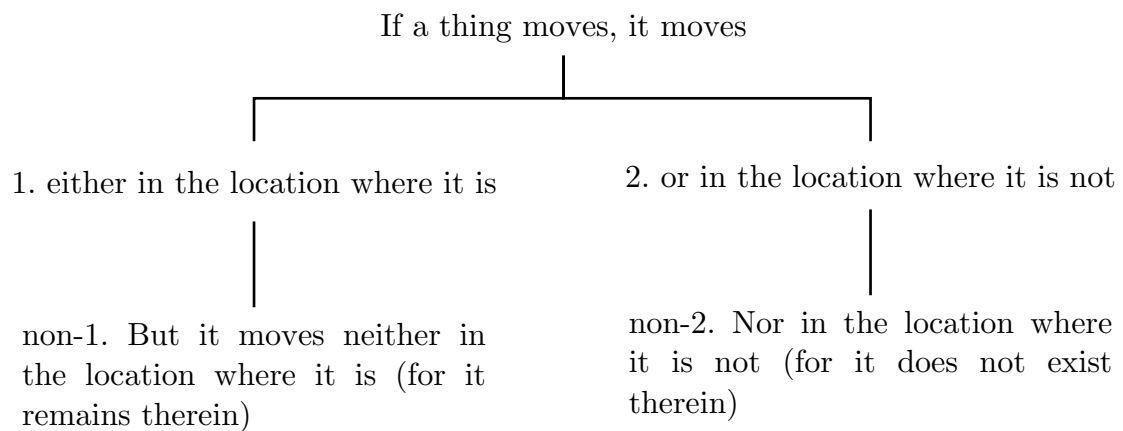 If a thing moves, it moves
1. either in the location where it is
2. or in the location where it is not
non-1. But it moves neither in
the location where it is (for it
remains therein)
non-2. Nor in the location where
it is not (for it does not exist
therein)